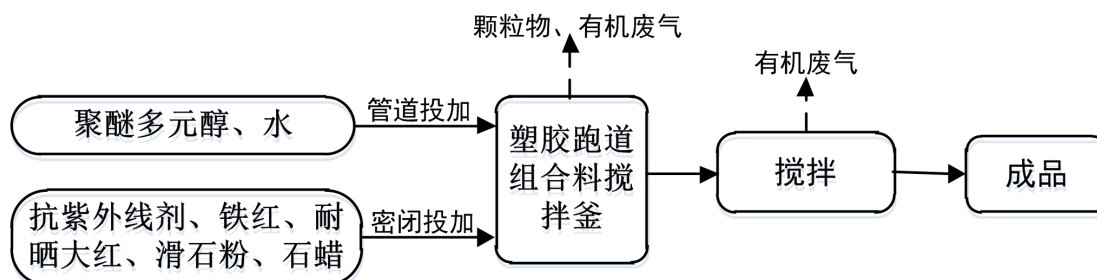 颗粒物、有机废气
有机废气
聚醚多元醇、水
管道投加
塑胶跑道
组合料搅
拌釜
搅拌
成品
抗紫外线剂、铁红、耐
晒大红、滑石粉、石蜡
密闭投加